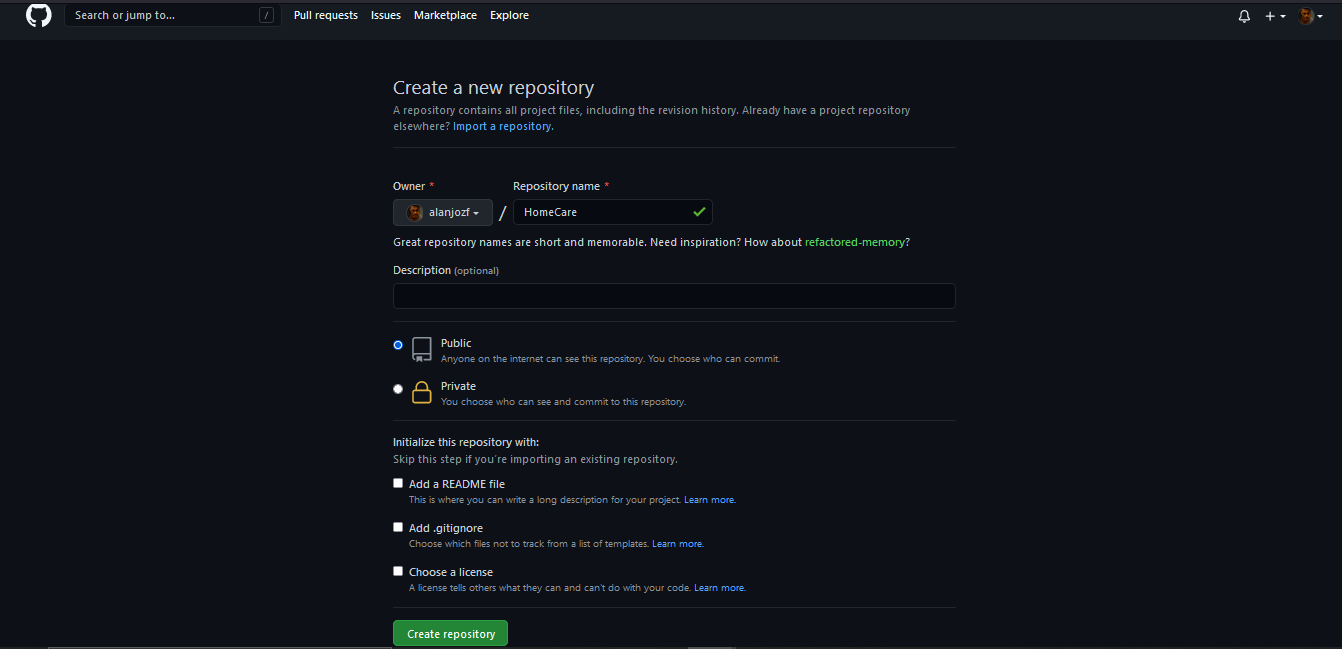 Search or jump to... /
Pull requests Issues Marketplace Explore
Create a new repository
A repository contains all project files, including the revision history. Already have a project repository
elsewhere? Import a repository.
Owner * Repository name *
alanjozf / HomeCare
Great repository names are short and memorable. Need inspiration? How about refactored-memory?
Description (optional)
Public
Anyone on the internet can see this repository. You choose who can commit.
Private
You choose who can see and commit to this repository.
Initialize this repository with:
Skip this step if you're importing an existing repository.
Add a README file
This is where you can write a long description for your project. Learn more.
Add .gitignore
Choose which files not to track from a list of templates. Learn more.
Choose a license
A license tells others what they can and can't do with your code. Learn more.
Create repository